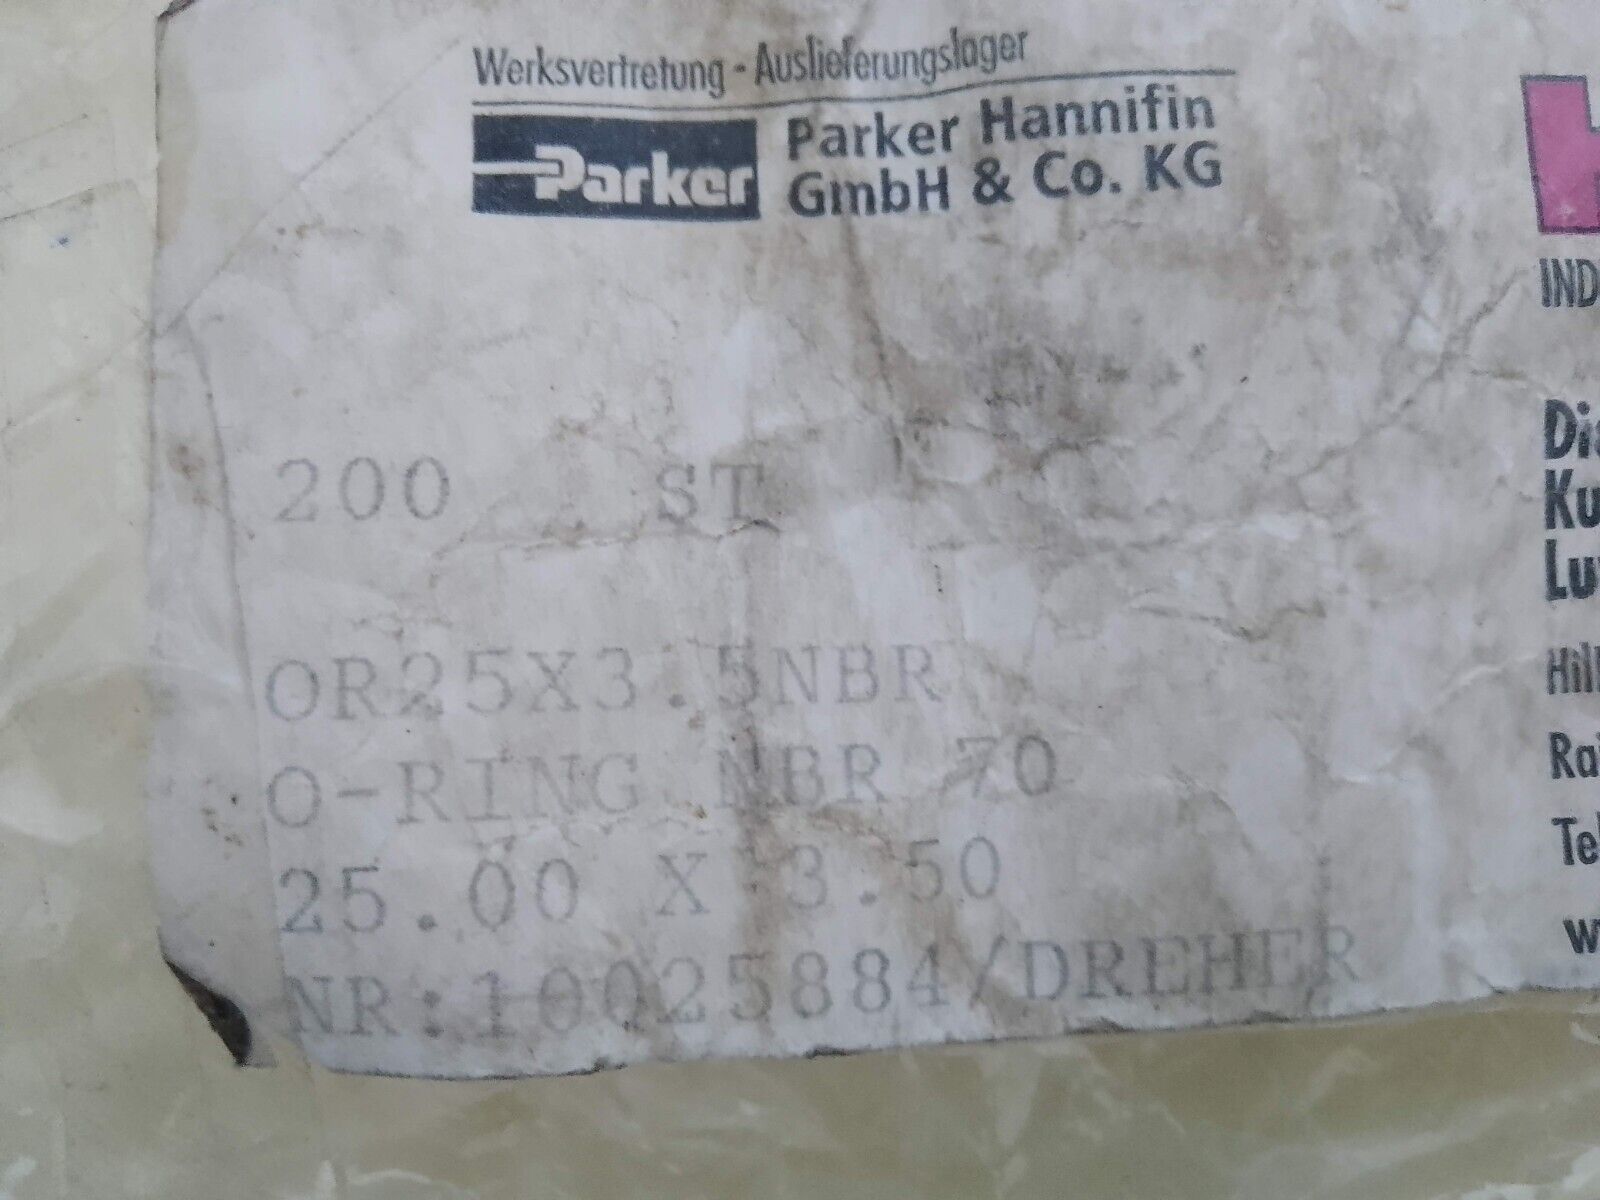 Werksvertretung - Auslieferungslager
Parker
Parker Hannifin
GmbH & Co. KG
IND
200 ST
OR25X3.5NBR
O-RING NBR 70
25.00 X 3.50
NR:10025884/DREHER